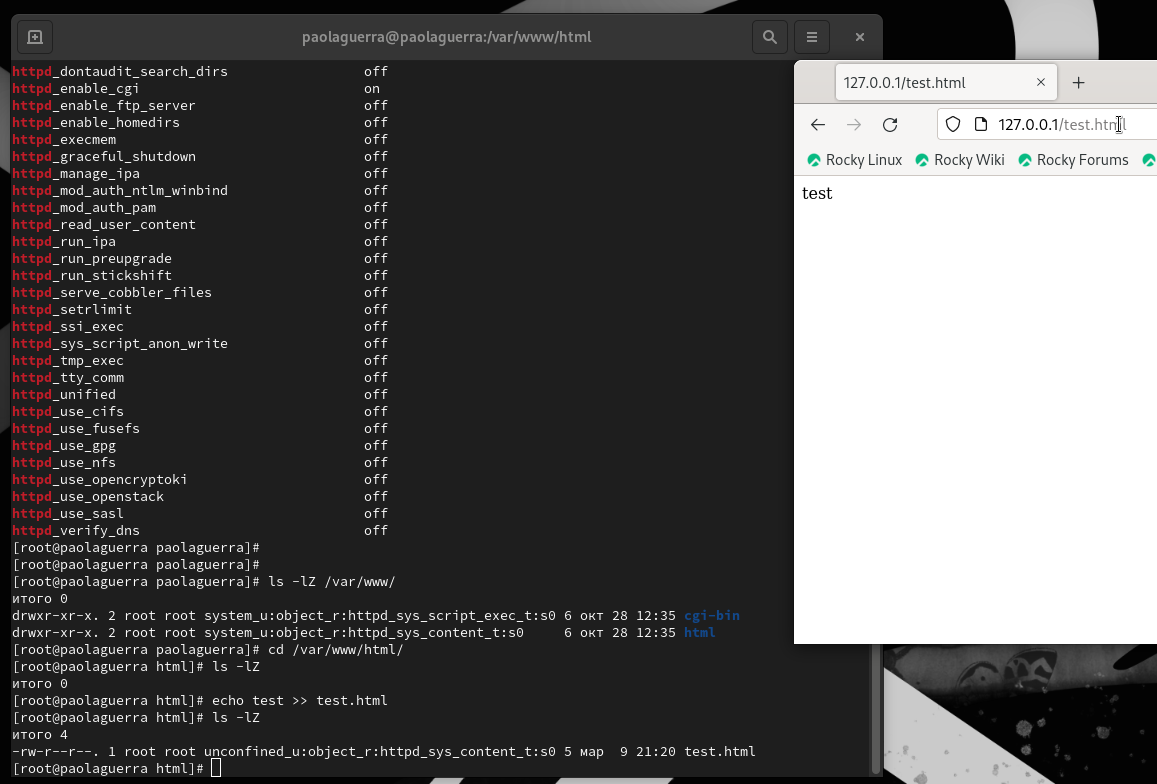 paolaguerra@paolaguerra:/var/www/html
httpd_dontaudit_search_dirs off
httpd_enable_cgi on
httpd_enable_ftp_server off
httpd_enable_homedirs off
httpd_execmem off
httpd_graceful_shutdown off
httpd_manage_ipa off
httpd_mod_auth_ntlm_winbind off
httpd_mod_auth_pam off
httpd_read_user_content off
httpd_run_ipa off
httpd_run_preupgrade off
httpd_run_stickshift off
httpd_serve_cobbler_files off
httpd_setrlimit off
httpd_ssi_exec off
httpd_sys_script_anon_write off
httpd_tmp_exec off
httpd_tty_comm off
httpd_unified off
httpd_use_cifs off
httpd_use_fusefs off
httpd_use_gpg off
httpd_use_nfs off
httpd_use_opencryptoki off
httpd_use_openstack off
httpd_use_sasl off
httpd_verify_dns off
[root@paolaguerra paolaguerra]#
[root@paolaguerra paolaguerra]#
[root@paolaguerra paolaguerra]# ls -lZ /var/www/
итого 0
drwxr-xr-x. 2 root root system_u:object_r:httpd_sys_script_exec_t:s0 6 окт 28 12:35 cgi-bin
drwxr-xr-x. 2 root root system_u:object_r:httpd_sys_content_t:s0 6 окт 28 12:35 html
[root@paolaguerra paolaguerra]# cd /var/www/html/
[root@paolaguerra html]# ls -lZ
итого 0
[root@paolaguerra html]# echo test >> test.html
[root@paolaguerra html]# ls -lZ
итого 4
-rw-r--r--. 1 root root unconfined_u:object_r:httpd_sys_content_t:s0 5 мар 9 21:20 test.html
[root@paolaguerra html]#
127.0.0.1/test.html
127.0.0.1/test.html
Rocky Linux Rocky Wiki Rocky Forums
test